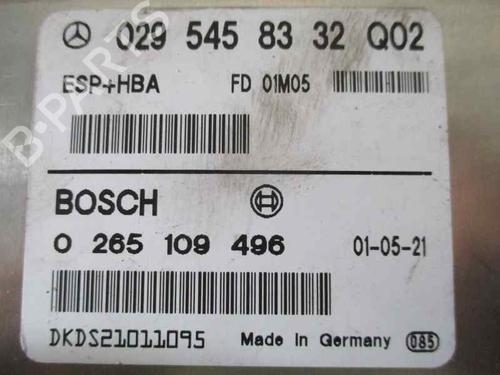 029 545 83 32 Q02
ESP+HBA FD 01M05
BOSCH
0 265 109 496 01-05-21
DKDS21011095 Made In Germany 085
B-PARTS